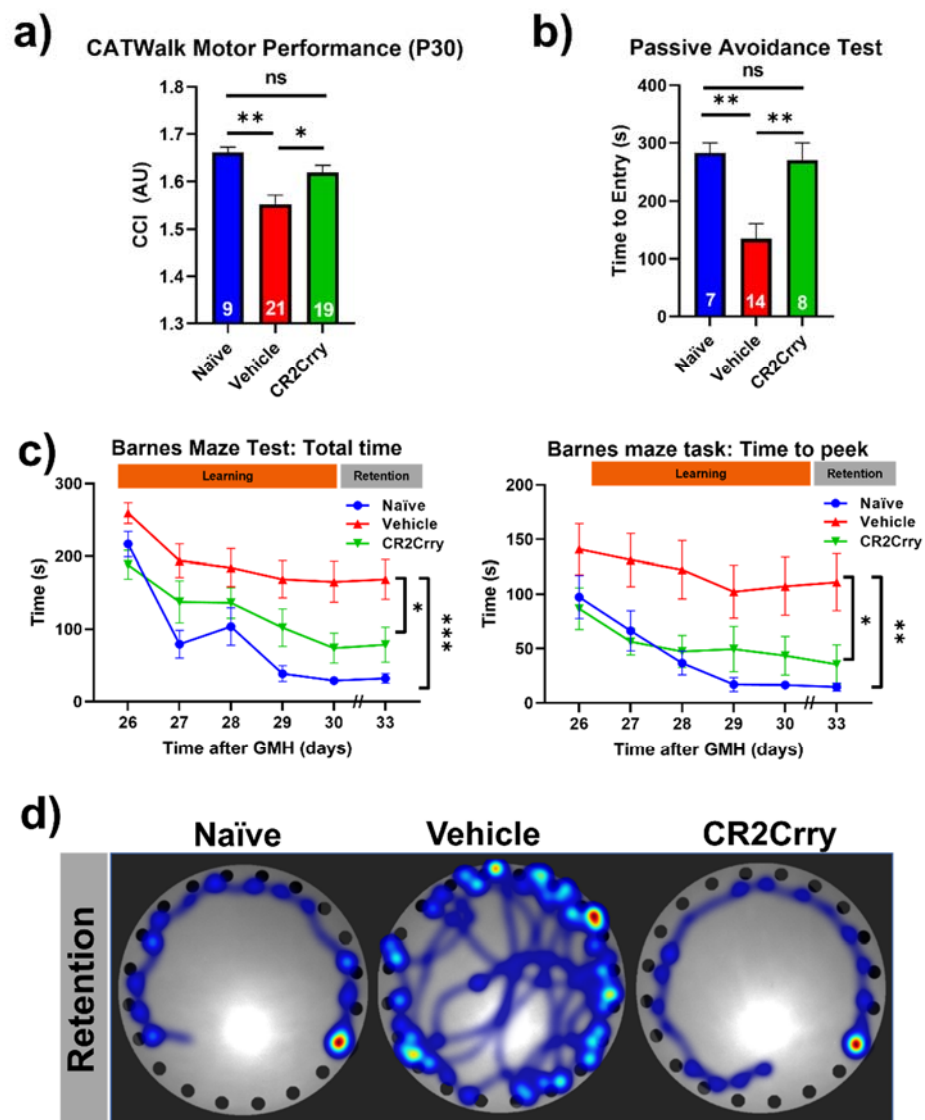 a)
CATWalk Motor Performance (P30)
ns
**
*
1.8
1.7
1.6
1.5
1.4
1.3
CCI (AU)
9
21
19
Naïve
Vehicle
CR2Crry
b)
Passive Avoidance Test
ns
**
**
400
300
200
100
0
Time to Entry (s)
7
14
8
Naïve
Vehicle
CR2Crry
c)
Barnes Maze Test: Total time
Learning
Retention
Naïve
Vehicle
CR2Crry
300
200
100
0
Time (s)
*
***
26 27 28 29 30 33
Time after GMH (days)
Barnes maze task: Time to peek
Learning
Retention
Naïve
Vehicle
CR2Crry
200
150
100
50
0
Time (s)
*
**
26 27 28 29 30 33
Time after GMH (days)
d)
Naïve Vehicle CR2Crry
Retention